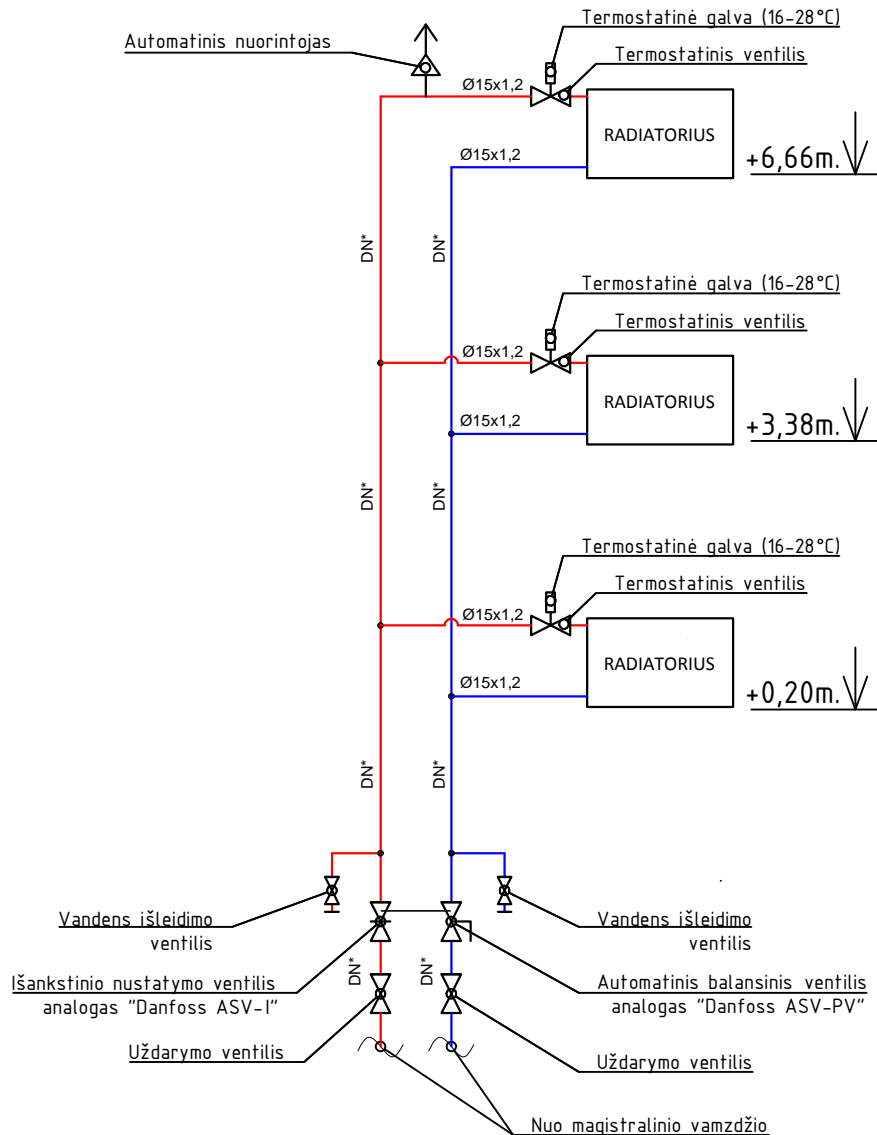 Termostatinė galva (16-28°C)
Automatinis nuorintojas
Termostatinis ventilis
Ø15x1,2
RADIATORIUS
+6,66m.
Ø15x1,2
DN*
DN*
Termostatinė galva (16-28°C)
Termostatinis ventilis
Ø15x1,2
RADIATORIUS
+3,38m.
Ø15x1,2
DN*
DN*
Termostatinė galva (16-28°C)
Termostatinis ventilis
Ø15x1,2
RADIATORIUS
+0,20m.
Ø15x1,2
DN*
DN*
Vandens išleidimo
ventilis
Vandens išleidimo
ventilis
Išankstinio nustatymo ventilis
analogas "Danfoss ASV-I"
DN*
DN*
Automatinis balansinis ventilis
analogas "Danfoss ASV-PV"
Uždarymo ventilis
Uždarymo ventilis
Nuo magistralinio vamzdžio